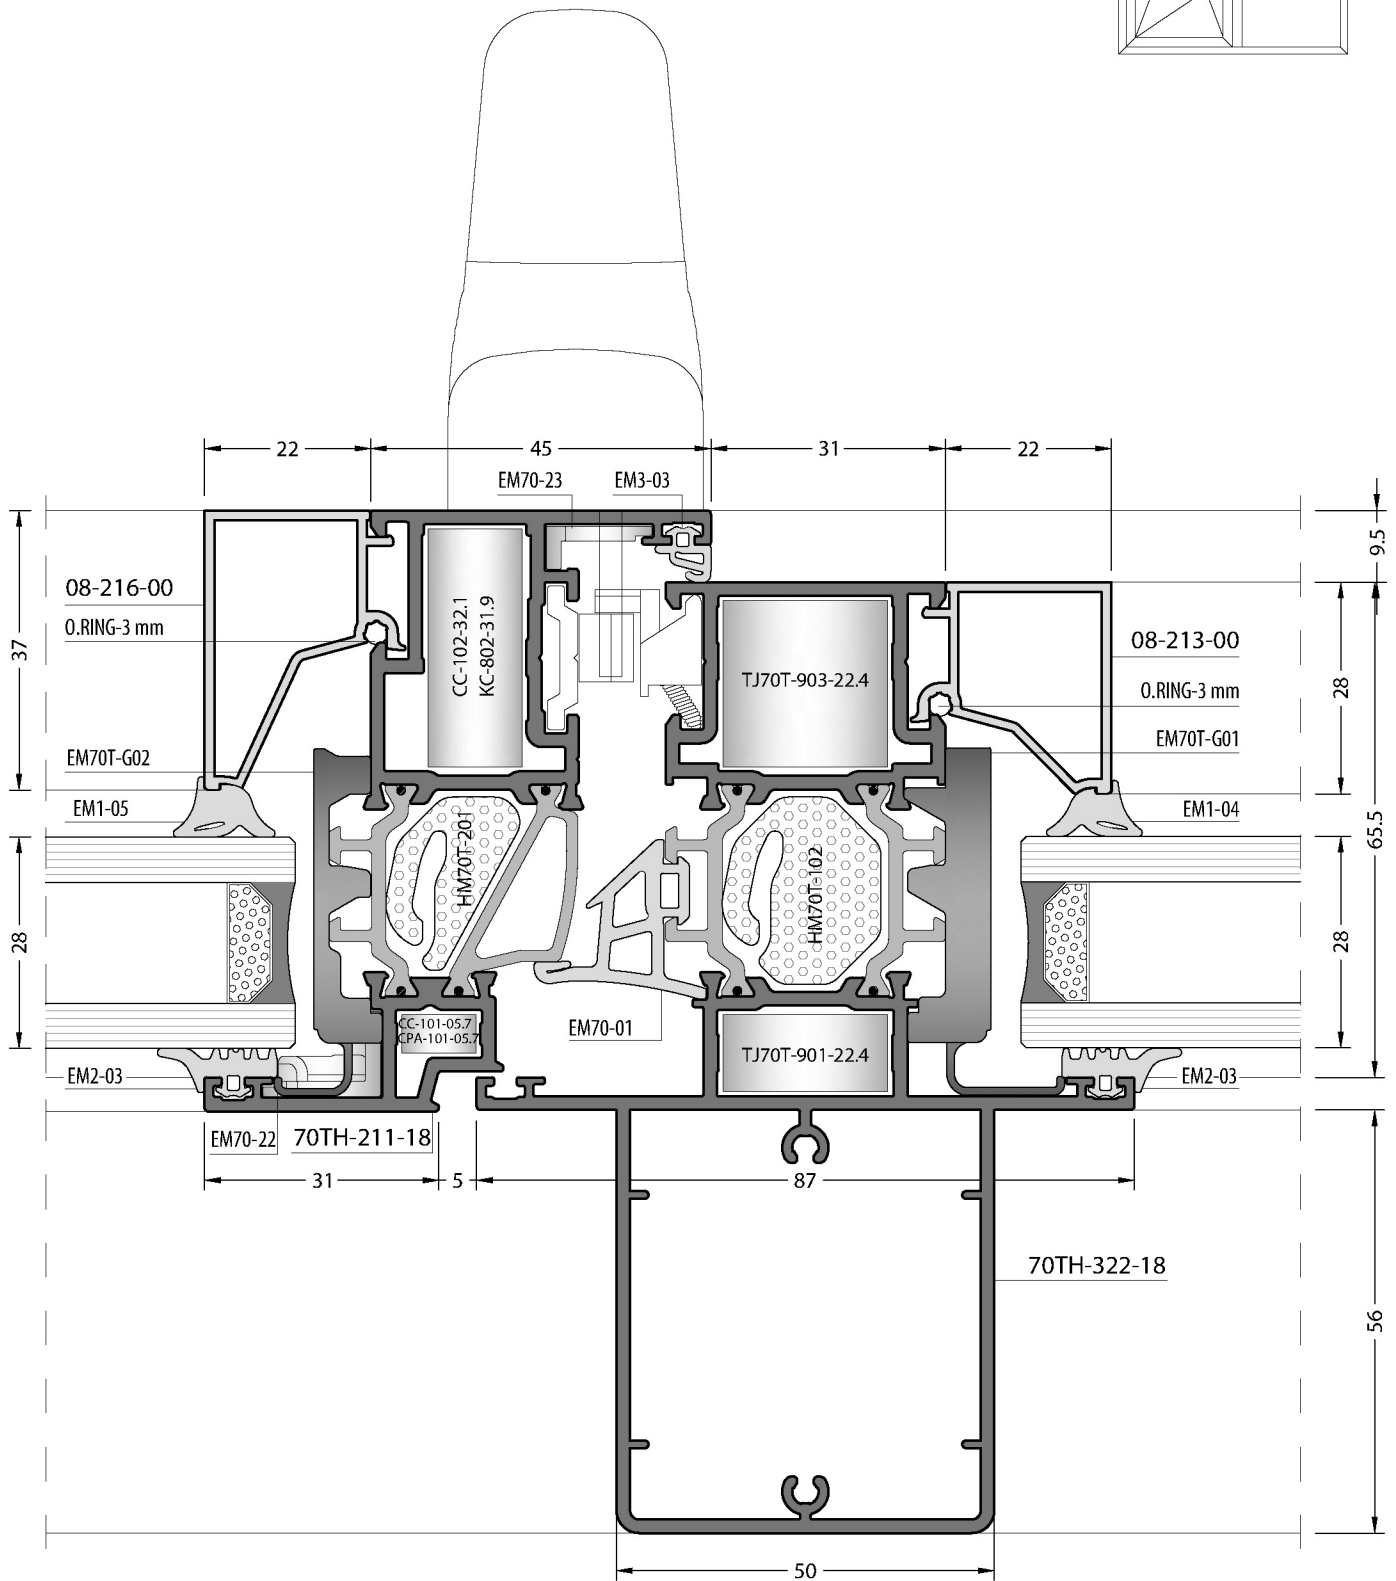 22
45
31
22
EM70-23
EM3-03
9.5
08-216-00
O.RING-3 mm
37
CC-102-32.1
KC-802-31.9
TJ70T-903-22.4
08-213-00
O.RING-3 mm
28
EM70T-G02
EM70T-G01
EM1-05
EM1-04
65.5
HM70T-201
HM70T-102
28
28
CC-101-05.7
CPA-101-05.7
EM70-01
TJ70T-901-22.4
EM2-03
EM2-03
EM70-22
70TH-211-18
31
5
87
70TH-322-18
56
50